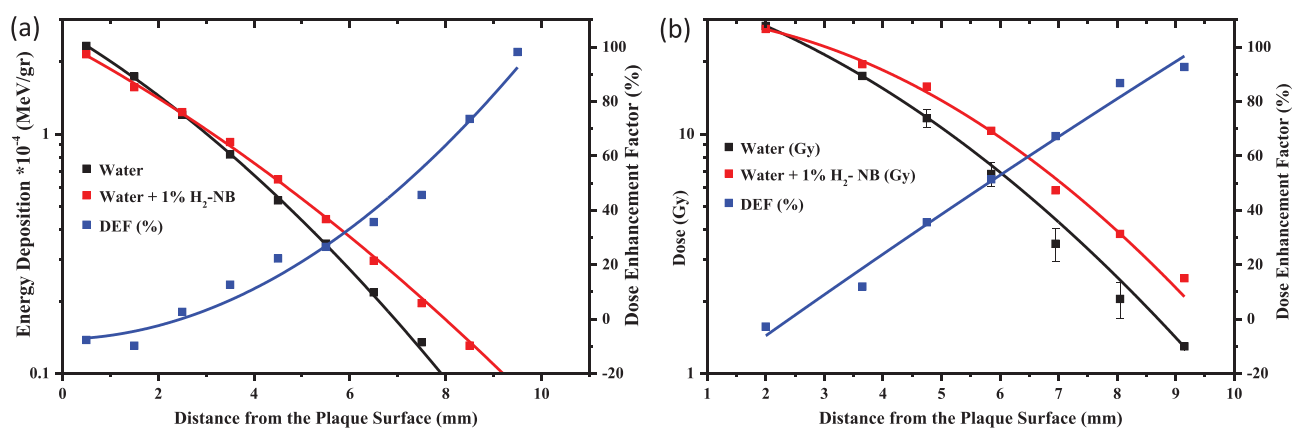 (a)
Energy Deposition *10⁻⁴ (MeV/gr)
1
0.1
Water
Water + 1% H₂-NB
DEF (%)
100
80
60
40
20
0
-20
Dose Enhancement Factor (%)
0 2 4 6 8 10
Distance from the Plaque Surface (mm)
(b)
Dose (Gy)
10
1
Water (Gy)
Water + 1% H₂- NB (Gy)
DEF (%)
100
80
60
40
20
0
-20
Dose Enhancement Factor (%)
1 2 3 4 5 6 7 8 9 10
Distance from the Plaque Surface (mm)